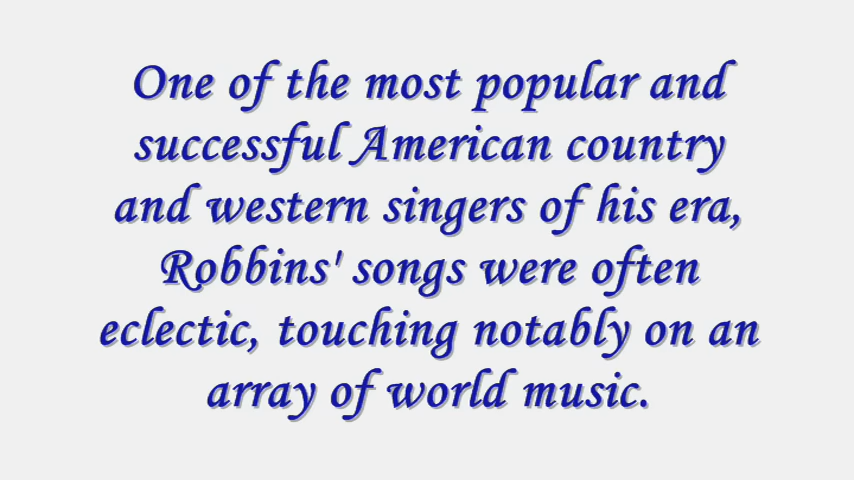 One of the most popular and
successful American country
and western singers of his era,
Robbins' songs were often
eclectic, touching notably on an
array of world music.